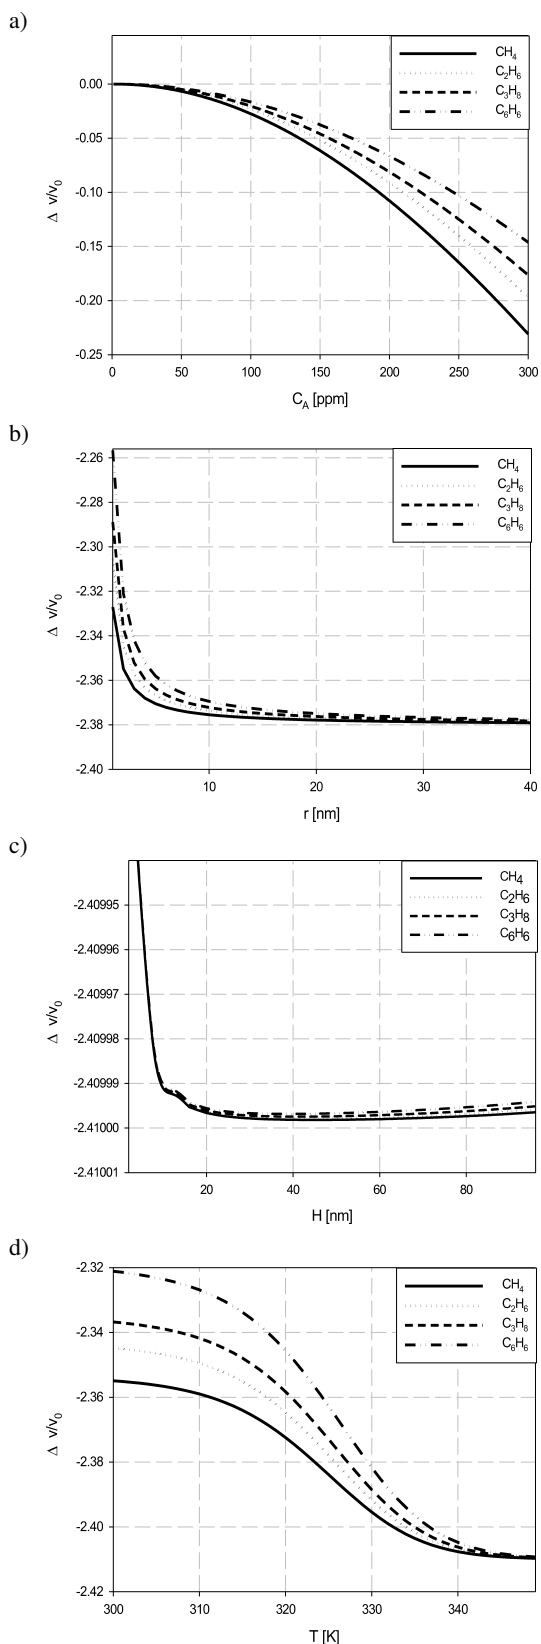 a)
CH₄
C₂H₆
C₃H₈
C₆H₆
0.00
-0.05
-0.10
-0.15
-0.20
-0.25
Δ v/v₀
0 50 100 150 200 250 300
C_A [ppm]
b)
CH₄
C₂H₆
C₃H₈
C₆H₆
-2.26
-2.28
-2.30
-2.32
-2.34
-2.36
-2.38
-2.40
Δ v/v₀
10 20 30 40
r [nm]
c)
CH4
C2H6
C3H8
C6H6
-2.40995
-2.40996
-2.40997
-2.40998
-2.40999
-2.41000
-2.41001
Δ v/v₀
20 40 60 80
H [nm]
d)
CH₄
C₂H₆
C₃H₆
C₆H₆
-2.32
-2.34
-2.36
-2.38
-2.40
-2.42
Δ v/v₀
300 310 320 330 340
T [K]